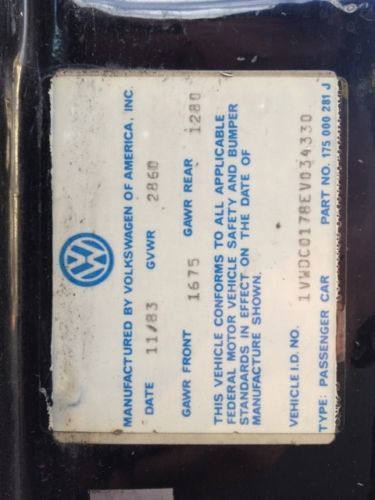 MANUFACTURED BY VOLKSWAGEN OF AMERICA, INC.
DATE 11/83 GVWR 2860
GAWR FRONT 1675 GAWR REAR 1280
THIS VEHICLE CONFORMS TO ALL APPLICABLE
FEDERAL MOTOR VEHICLE SAFETY AND BUMPER
STANDARDS IN EFFECT ON THE DATE OF
MANUFACTURE SHOWN.
VEHICLE I.D. NO. 1VWDC0178EV034330
TYPE: PASSENGER CAR PART NO. 175 000 281 J